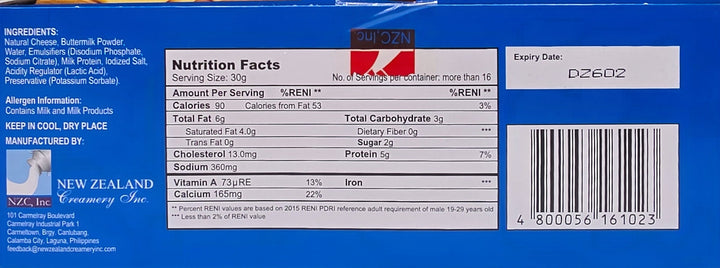 INGREDIENTS:
Natural Cheese, Buttermilk Powder,
Water, Emulsifiers (Disodium Phosphate,
Sodium Citrate), Milk Protein, Iodized Salt,
Acidity Regulator (Lactic Acid),
Preservative (Potassium Sorbate).
Allergen Information:
Contains Milk and Milk Products
KEEP IN COOL, DRY PLACE
MANUFACTURED BY:
NZC, Inc.
NEW ZEALAND
Creamery Inc.
101 Carmelray Boulevard
Carmelray Industrial Park 1
Carmeltown, Brgy. Canlubang,
Calamba City, Laguna, Philippines
feedback@newzealandcreameryinc.com
NZC, Inc.
Nutrition Facts
Serving Size: 30g No. of Servings per container: more than 16
Amount Per Serving %RENI ** %RENI **
Calories 90 Calories from Fat 53 3%
Total Fat 6g Total Carbohydrate 3g
Saturated Fat 4.0g Dietary Fiber 0g ***
Trans Fat 0g Sugar 2g
Cholesterol 13.0mg Protein 5g 7%
Sodium 360mg
Vitamin A 73µRE 13% Iron ***
Calcium 165mg 22%
** Percent RENI values are based on 2015 RENI PDRI reference adult requirement of male 19-29 years old
*** Less than 2% of RENI value
Expiry Date:
DZ602
4 800056 161023